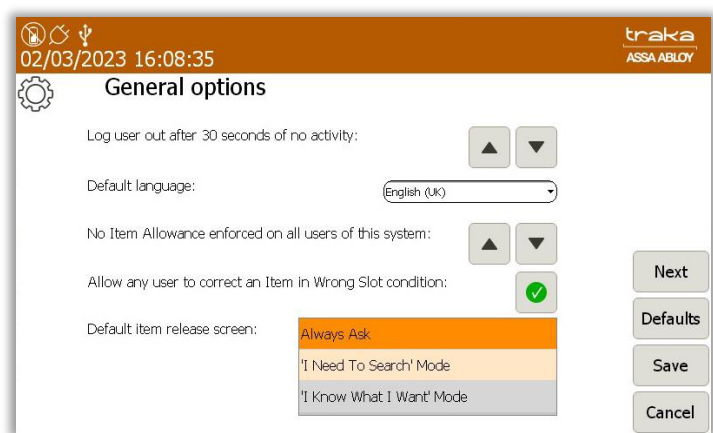 02/03/2023 16:08:35
traka
ASSA ABLOY
General options
Log user out after 30 seconds of no activity:
Default language:
English (UK)
No Item Allowance enforced on all users of this system:
Allow any user to correct an Item in Wrong Slot condition:
Default item release screen:
Always Ask
'I Need To Search' Mode
'I Know What I Want' Mode
Next
Defaults
Save
Cancel